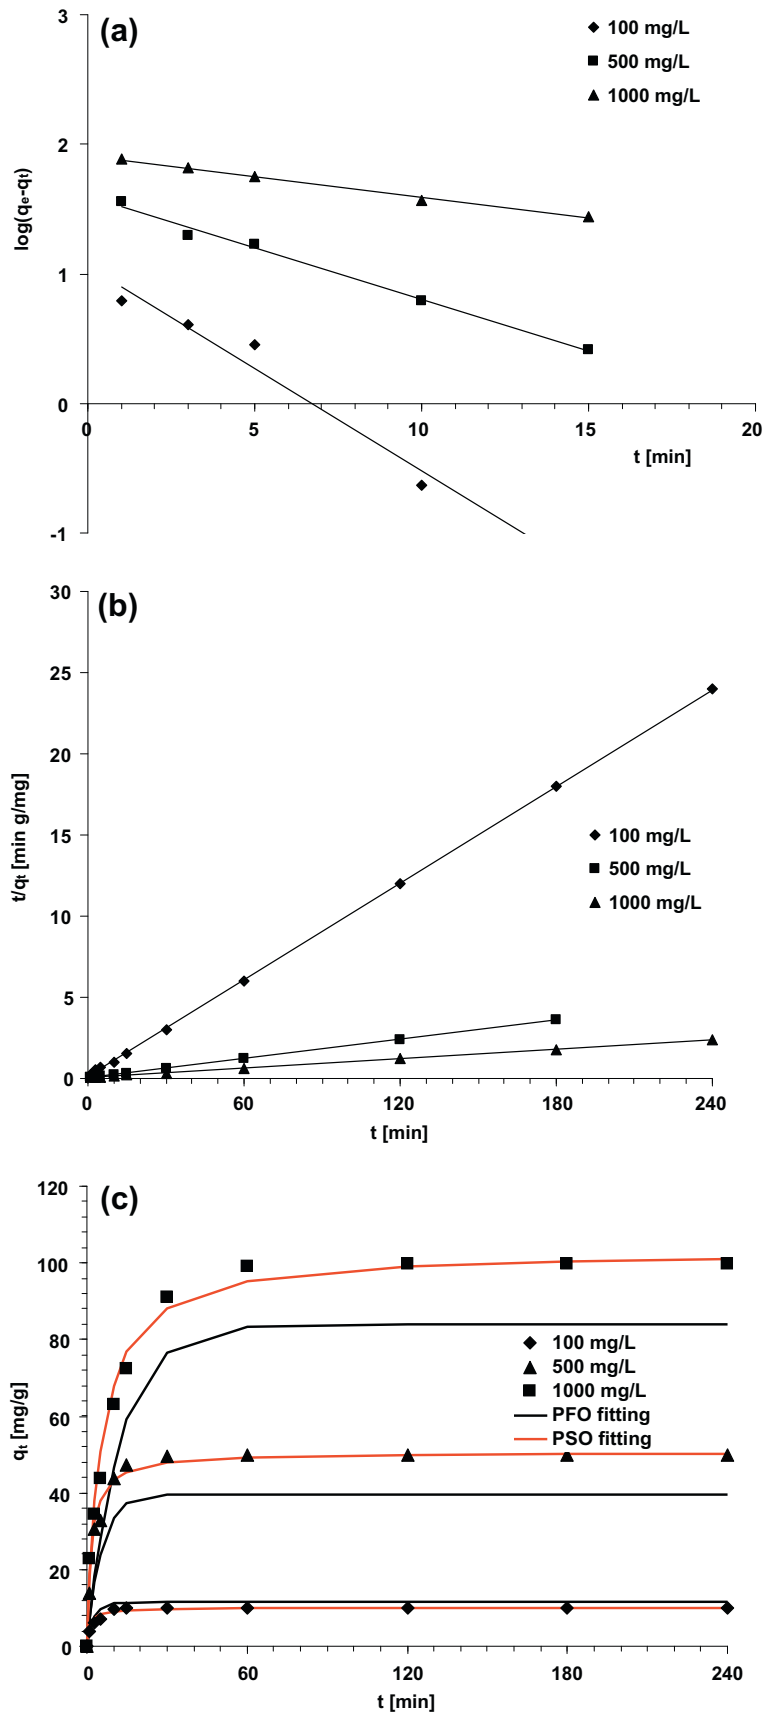 3
(a)
100 mg/L
500 mg/L
1000 mg/L
2
log(qe-qt)
1
0
0 5 10 15 20
t [min]
-1
30
(b)
25
20
15
t/qt [min g/mg]
100 mg/L
500 mg/L
1000 mg/L
10
5
0
0 60 120 180 240
t [min]
120
(c)
100
80
100 mg/L
500 mg/L
1000 mg/L
PFO fitting
PSO fitting
60
qt [mg/g]
40
20
0
0 60 120 180 240
t [min]